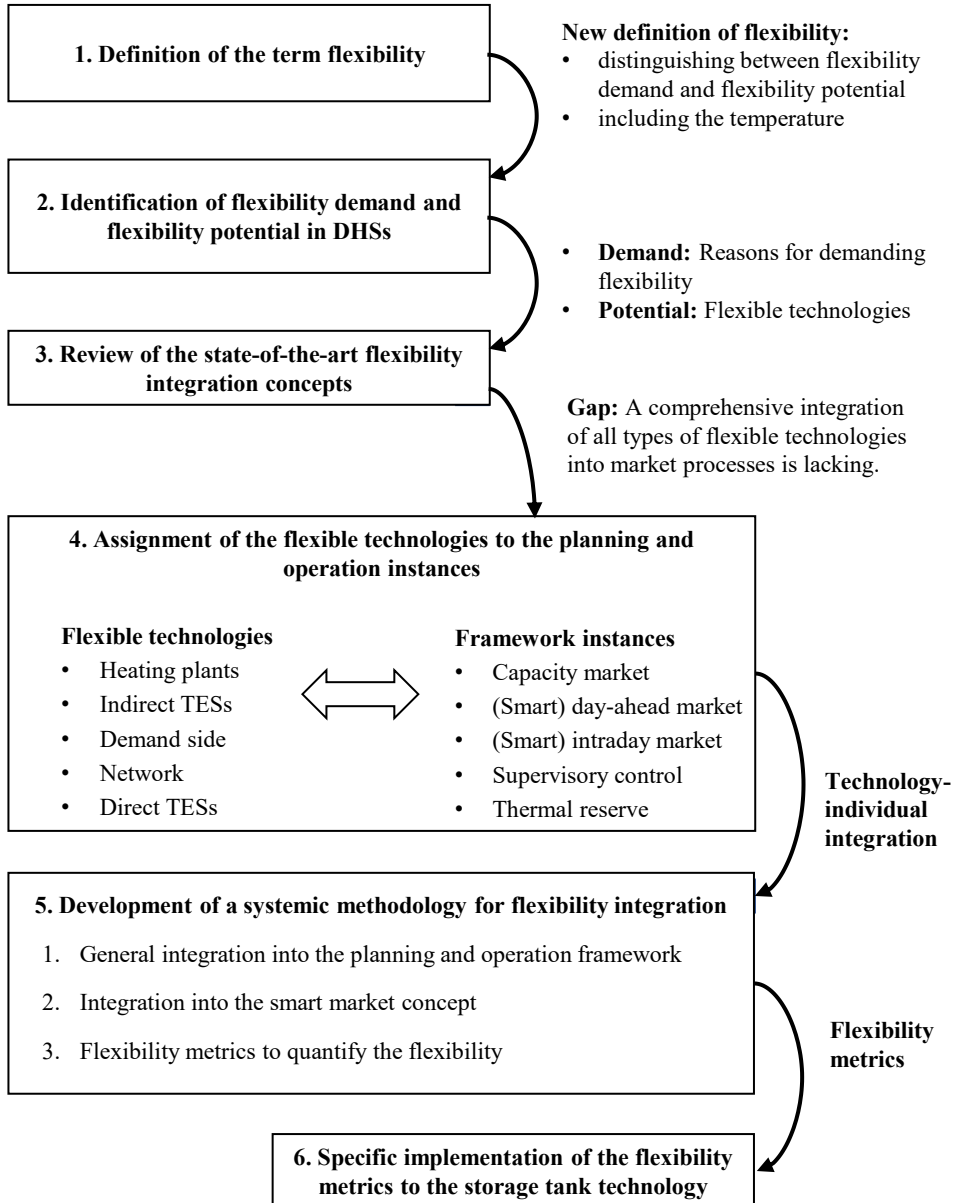 1. Definition of the term flexibility
New definition of flexibility:
• distinguishing between flexibility
demand and flexibility potential
• including the temperature
2. Identification of flexibility demand and
flexibility potential in DHSs
• Demand: Reasons for demanding
flexibility
• Potential: Flexible technologies
3. Review of the state-of-the-art flexibility
integration concepts
Gap: A comprehensive integration
of all types of flexible technologies
into market processes is lacking.
4. Assignment of the flexible technologies to the planning and
operation instances
Flexible technologies
• Heating plants
• Indirect TESs
• Demand side
• Network
• Direct TESs
Framework instances
• Capacity market
• (Smart) day-ahead market
• (Smart) intraday market
• Supervisory control
• Thermal reserve
Technology-
individual
integration
5. Development of a systemic methodology for flexibility integration
1. General integration into the planning and operation framework
2. Integration into the smart market concept
3. Flexibility metrics to quantify the flexibility
Flexibility
metrics
6. Specific implementation of the flexibility
metrics to the storage tank technology